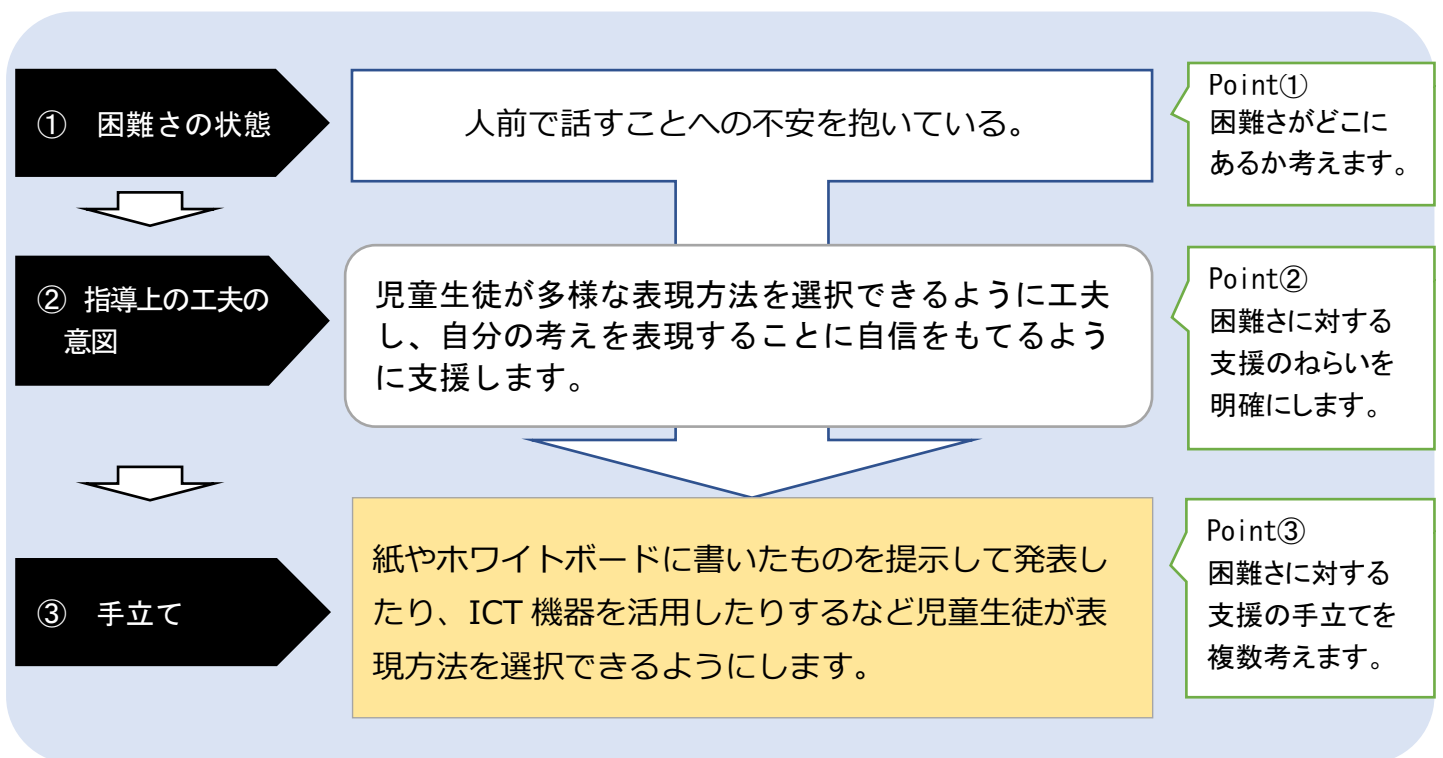 ① 困難さの状態
人前で話すことへの不安を抱いている。
Point①
困難さがどこに
あるか考えます。
② 指導上の工夫の
意図
児童生徒が多様な表現方法を選択できるように工夫
し、自分の考えを表現することに自信をもてるよう
に支援します。
Point②
困難さに対する
支援のねらいを
明確にします。
③ 手立て
紙やホワイトボードに書いたものを提示して発表し
たり、ICT 機器を活用したりするなど児童生徒が表
現方法を選択できるようにします。
Point③
困難さに対する
支援の手立てを
複数考えます。